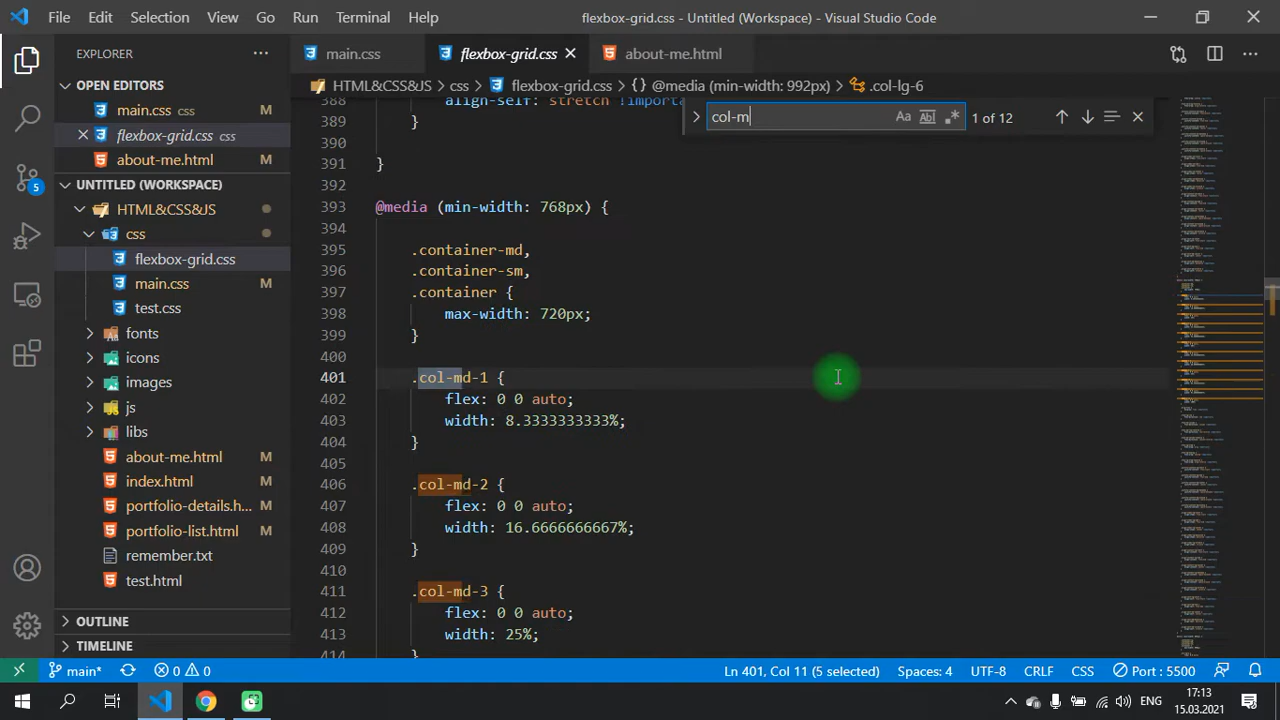 File Edit Selection View Go Run Terminal Help
flexbox-grid.css - Untitled (Workspace) - Visual Studio Code
EXPLORER
OPEN EDITORS
main.css M
flexbox-grid.css css
about-me.html M
UNTITLED (WORKSPACE)
HTML&CSS&JS
css
flexbox-grid.css
main.css M
test.css
fonts
icons
images
js
libs
about-me.html M
index.html M
portfolio-details.h... M
portfolio-list.html M
remember.txt
test.html
OUTLINE
TIMELINE
5
main.css flexbox-grid.css about-me.html
HTML&CSS&JS > css > flexbox-grid.css > {} @media (min-width: 992px) > .col-lg-6
col-m Aa Abl .* 1 of 12
388 align-self: stretch
389 }
390
391 }
392
393 @media (min-width: 768px) {
394
395 .container-md,
396 .container-sm,
397 .container {
398 max-width: 720px;
399 }
400
401 .col-md-1
402 flex: 0 0 auto;
403 width: 8.3333333333%;
404 }
405
406 .col-md-2
407 flex: 0 0 auto;
408 width: 16.6666666667%;
409 }
410
411 .col-md-3
412 flex: 0 0 auto;
413 width: 25%;
414 }
main* 0 0 Ln 401, Col 11 (5 selected) Spaces: 4 UTF-8 CRLF CSS Port : 5500
ENG
17:13
15.03.2021